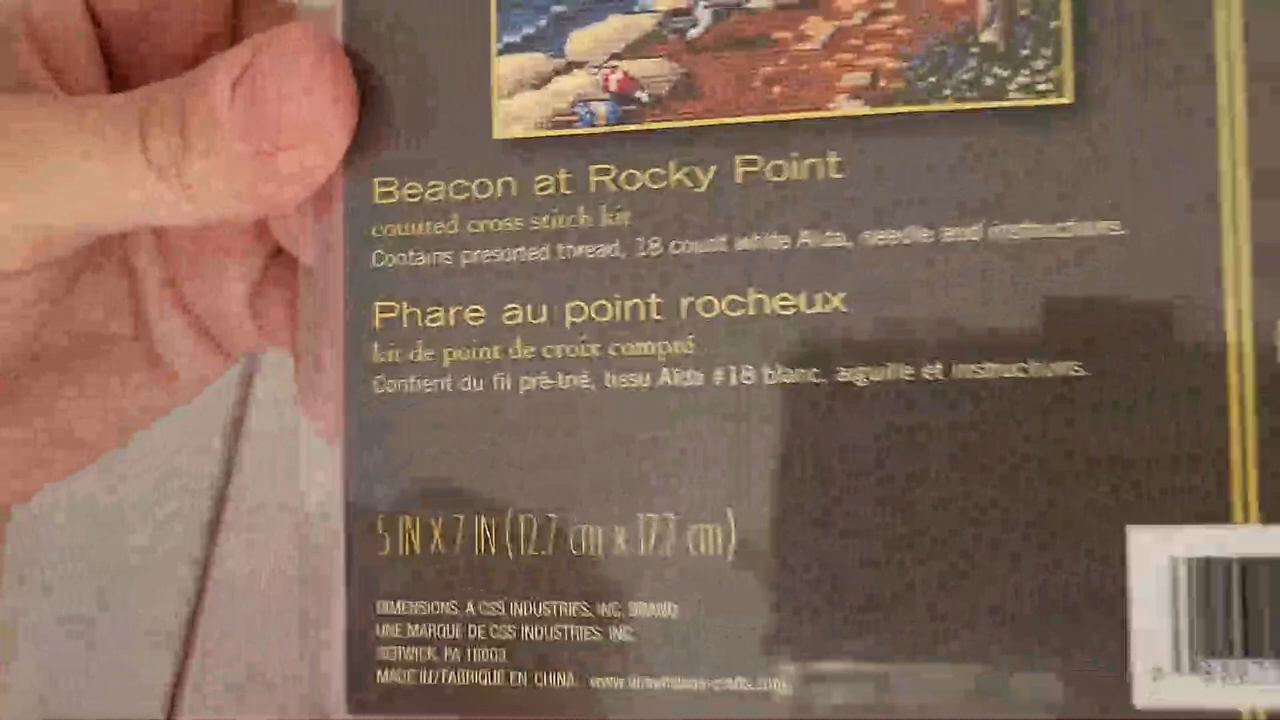 Beacon at Rocky Point
counted cross stitch kit
Contains presorted thread, 18 count white Aida, needle and instructions.
Phare au point rocheux
kit de point de croix compté
Contient du fil pré-trié, tissu Aida #18 blanc, aiguille et instructions.
5 IN X 7 IN (12.7 cm x 17.7 cm)
DIMENSIONS, A CSS INDUSTRIES, INC. BRAND
UNE MARQUE DE CSS INDUSTRIES, INC.
BERWICK, PA 18603
MADE IN/FABRIQUÉ EN CHINA